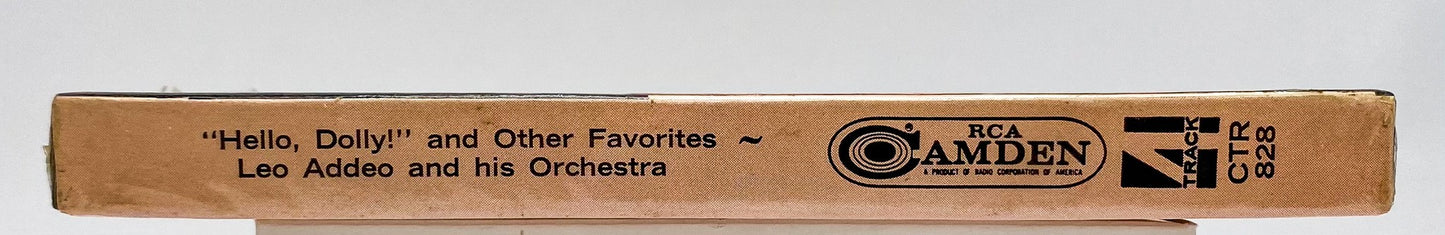 “Hello, Dolly!” and Other Favorites ~
Leo Addeo and his Orchestra
RCA
CAMDEN
A PRODUCT OF RADIO CORPORATION OF AMERICA
4 TRACK
CTR
828